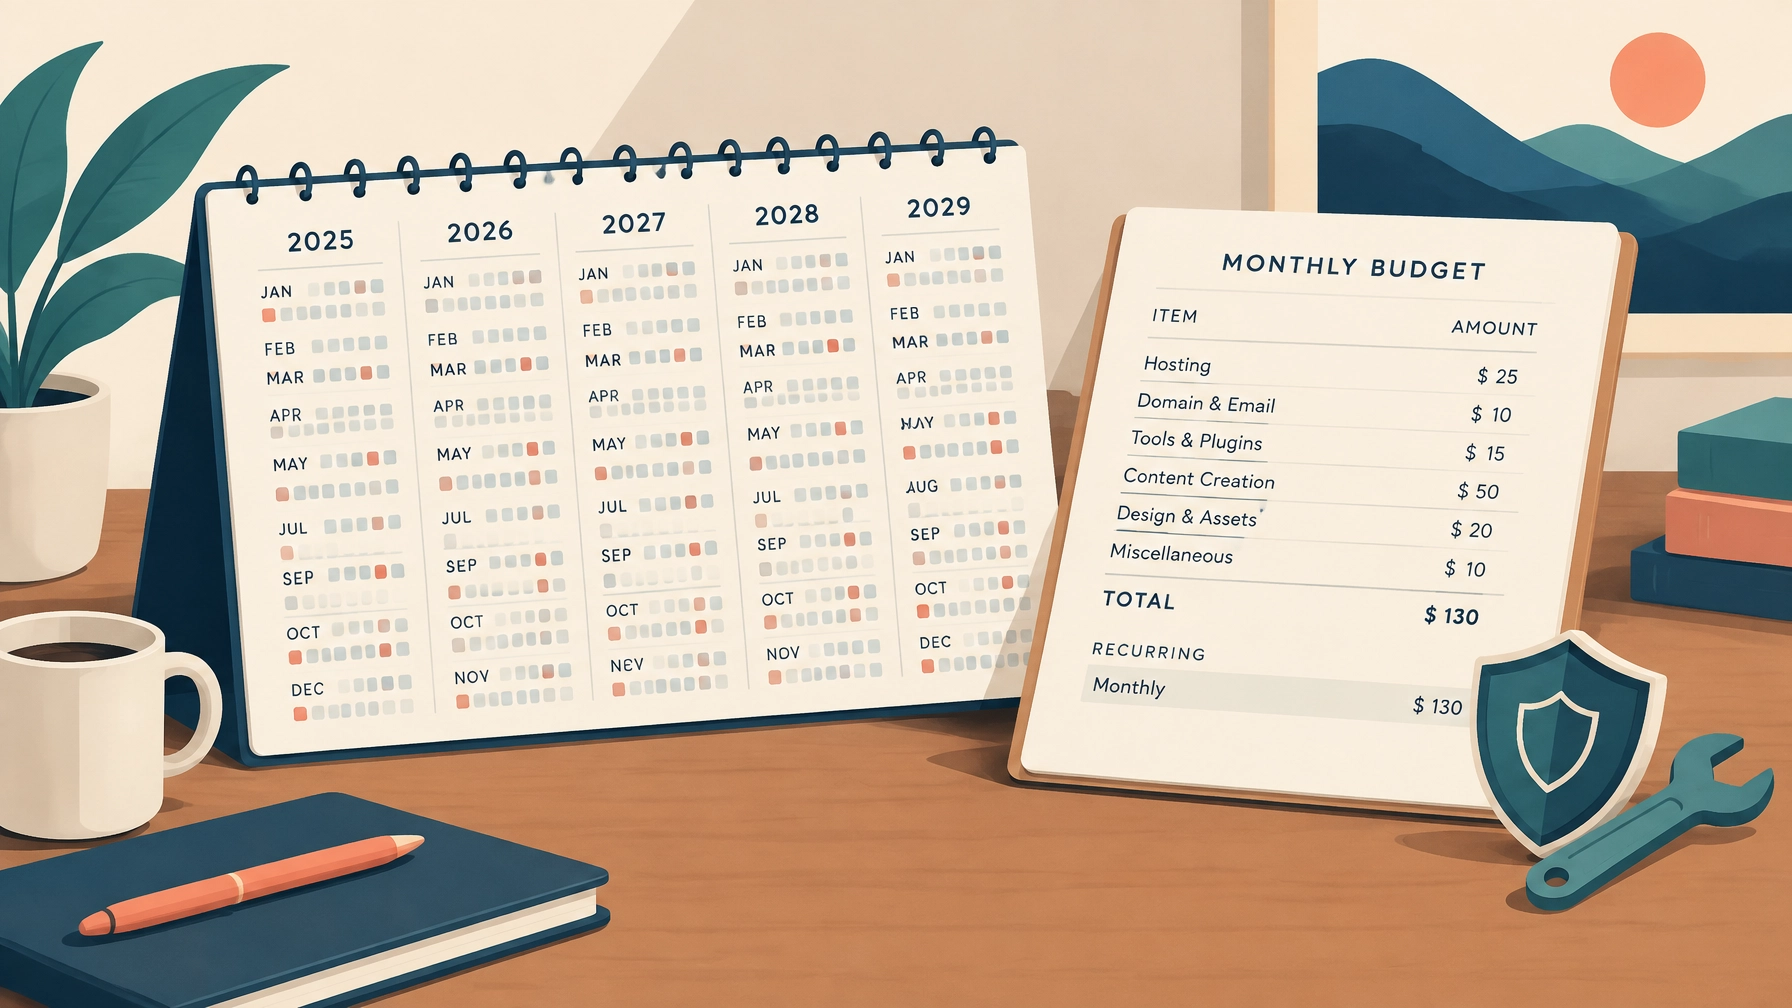 2025
JAN
FEB
MAR
APR
MAY
JUL
SEP
OCT
DEC
2026
JAN
FEB
MAR
APR
MAY
JUL
SEP
OCT
NOV
2027
JAN
FEB
MAR
APR
MAY
JUL
SEP
OCT
2028
JAN
FEB
MAR
APR
MAY
JUL
SEP
OCT
NOV
2029
JAN
FEB
MAR
APR
AUG
SEP
OCT
DEC
MONTHLY BUDGET
ITEM AMOUNT
Hosting $ 25
Domain & Email $ 10
Tools & Plugins $ 15
Content Creation $ 50
Design & Assets $ 20
Miscellaneous $ 10
TOTAL $ 130
RECURRING
Monthly $ 130